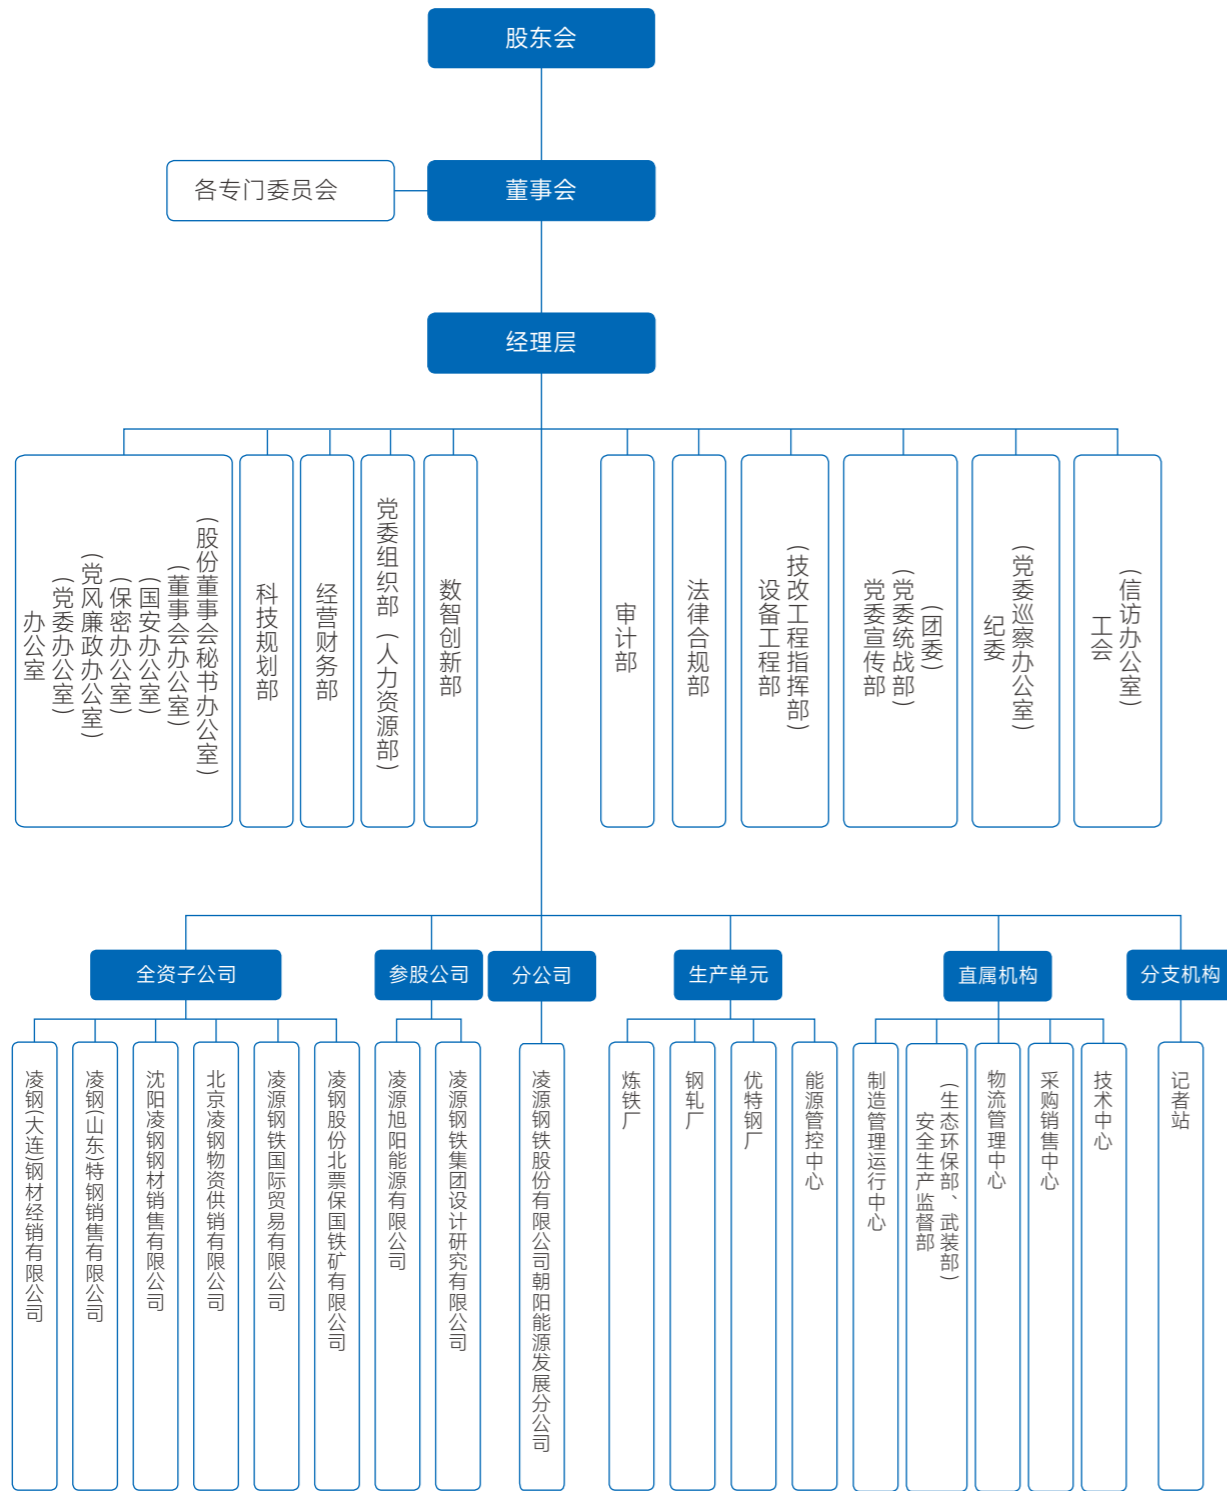 股东会
各专门委员会
董事会
经理层
办公室
(党委办公室)
(党风廉政办公室)
(保密办公室)
(国安办公室)
(董事会办公室)
(股份董事会秘书办公室)
科技规划部
经营财务部
党委组织部（人力资源部）
数智创新部
审计部
法律合规部
设备工程部
(技改工程指挥部)
党委宣传部
(党委统战部)
(团委)
纪委
(党委巡察办公室)
工会
(信访办公室)
全资子公司
参股公司
分公司
生产单元
直属机构
分支机构
凌钢(大连)钢材经销有限公司
凌钢(山东)特钢销售有限公司
沈阳凌钢钢材销售有限公司
北京凌钢物资供销有限公司
凌源钢铁国际贸易有限公司
凌钢股份北票保国铁矿有限公司
凌源旭阳能源有限公司
凌源钢铁集团设计研究有限公司
凌源钢铁股份有限公司朝阳能源发展分公司
炼铁厂
钢轧厂
优特钢厂
能源管控中心
制造管理运行中心
安全生产监督部
(生态环保部、武装部)
物流管理中心
采购销售中心
技术中心
记者站